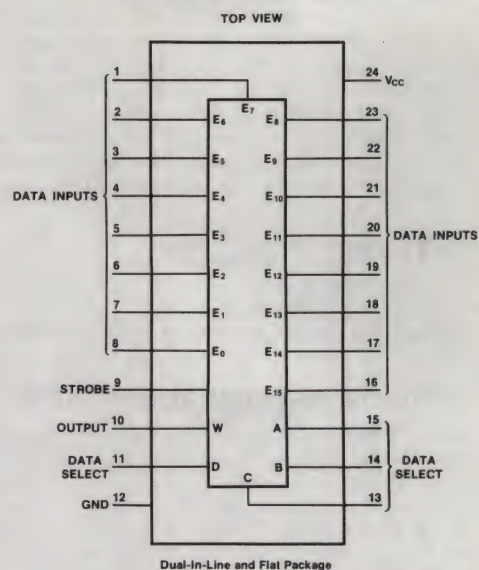 TOP VIEW
1 E7 24 VCC
2 E6 E8 23
3 E5 E9 22
DATA INPUTS 4 E4 E10 21
5 E3 E11 20 DATA INPUTS
6 E2 E12 19
7 E1 E13 18
8 E0 E14 17
STROBE 9 E15 16
OUTPUT 10 W A 15
DATA SELECT 11 D B 14 DATA SELECT
GND 12 C 13
Dual-In-Line and Flat Package